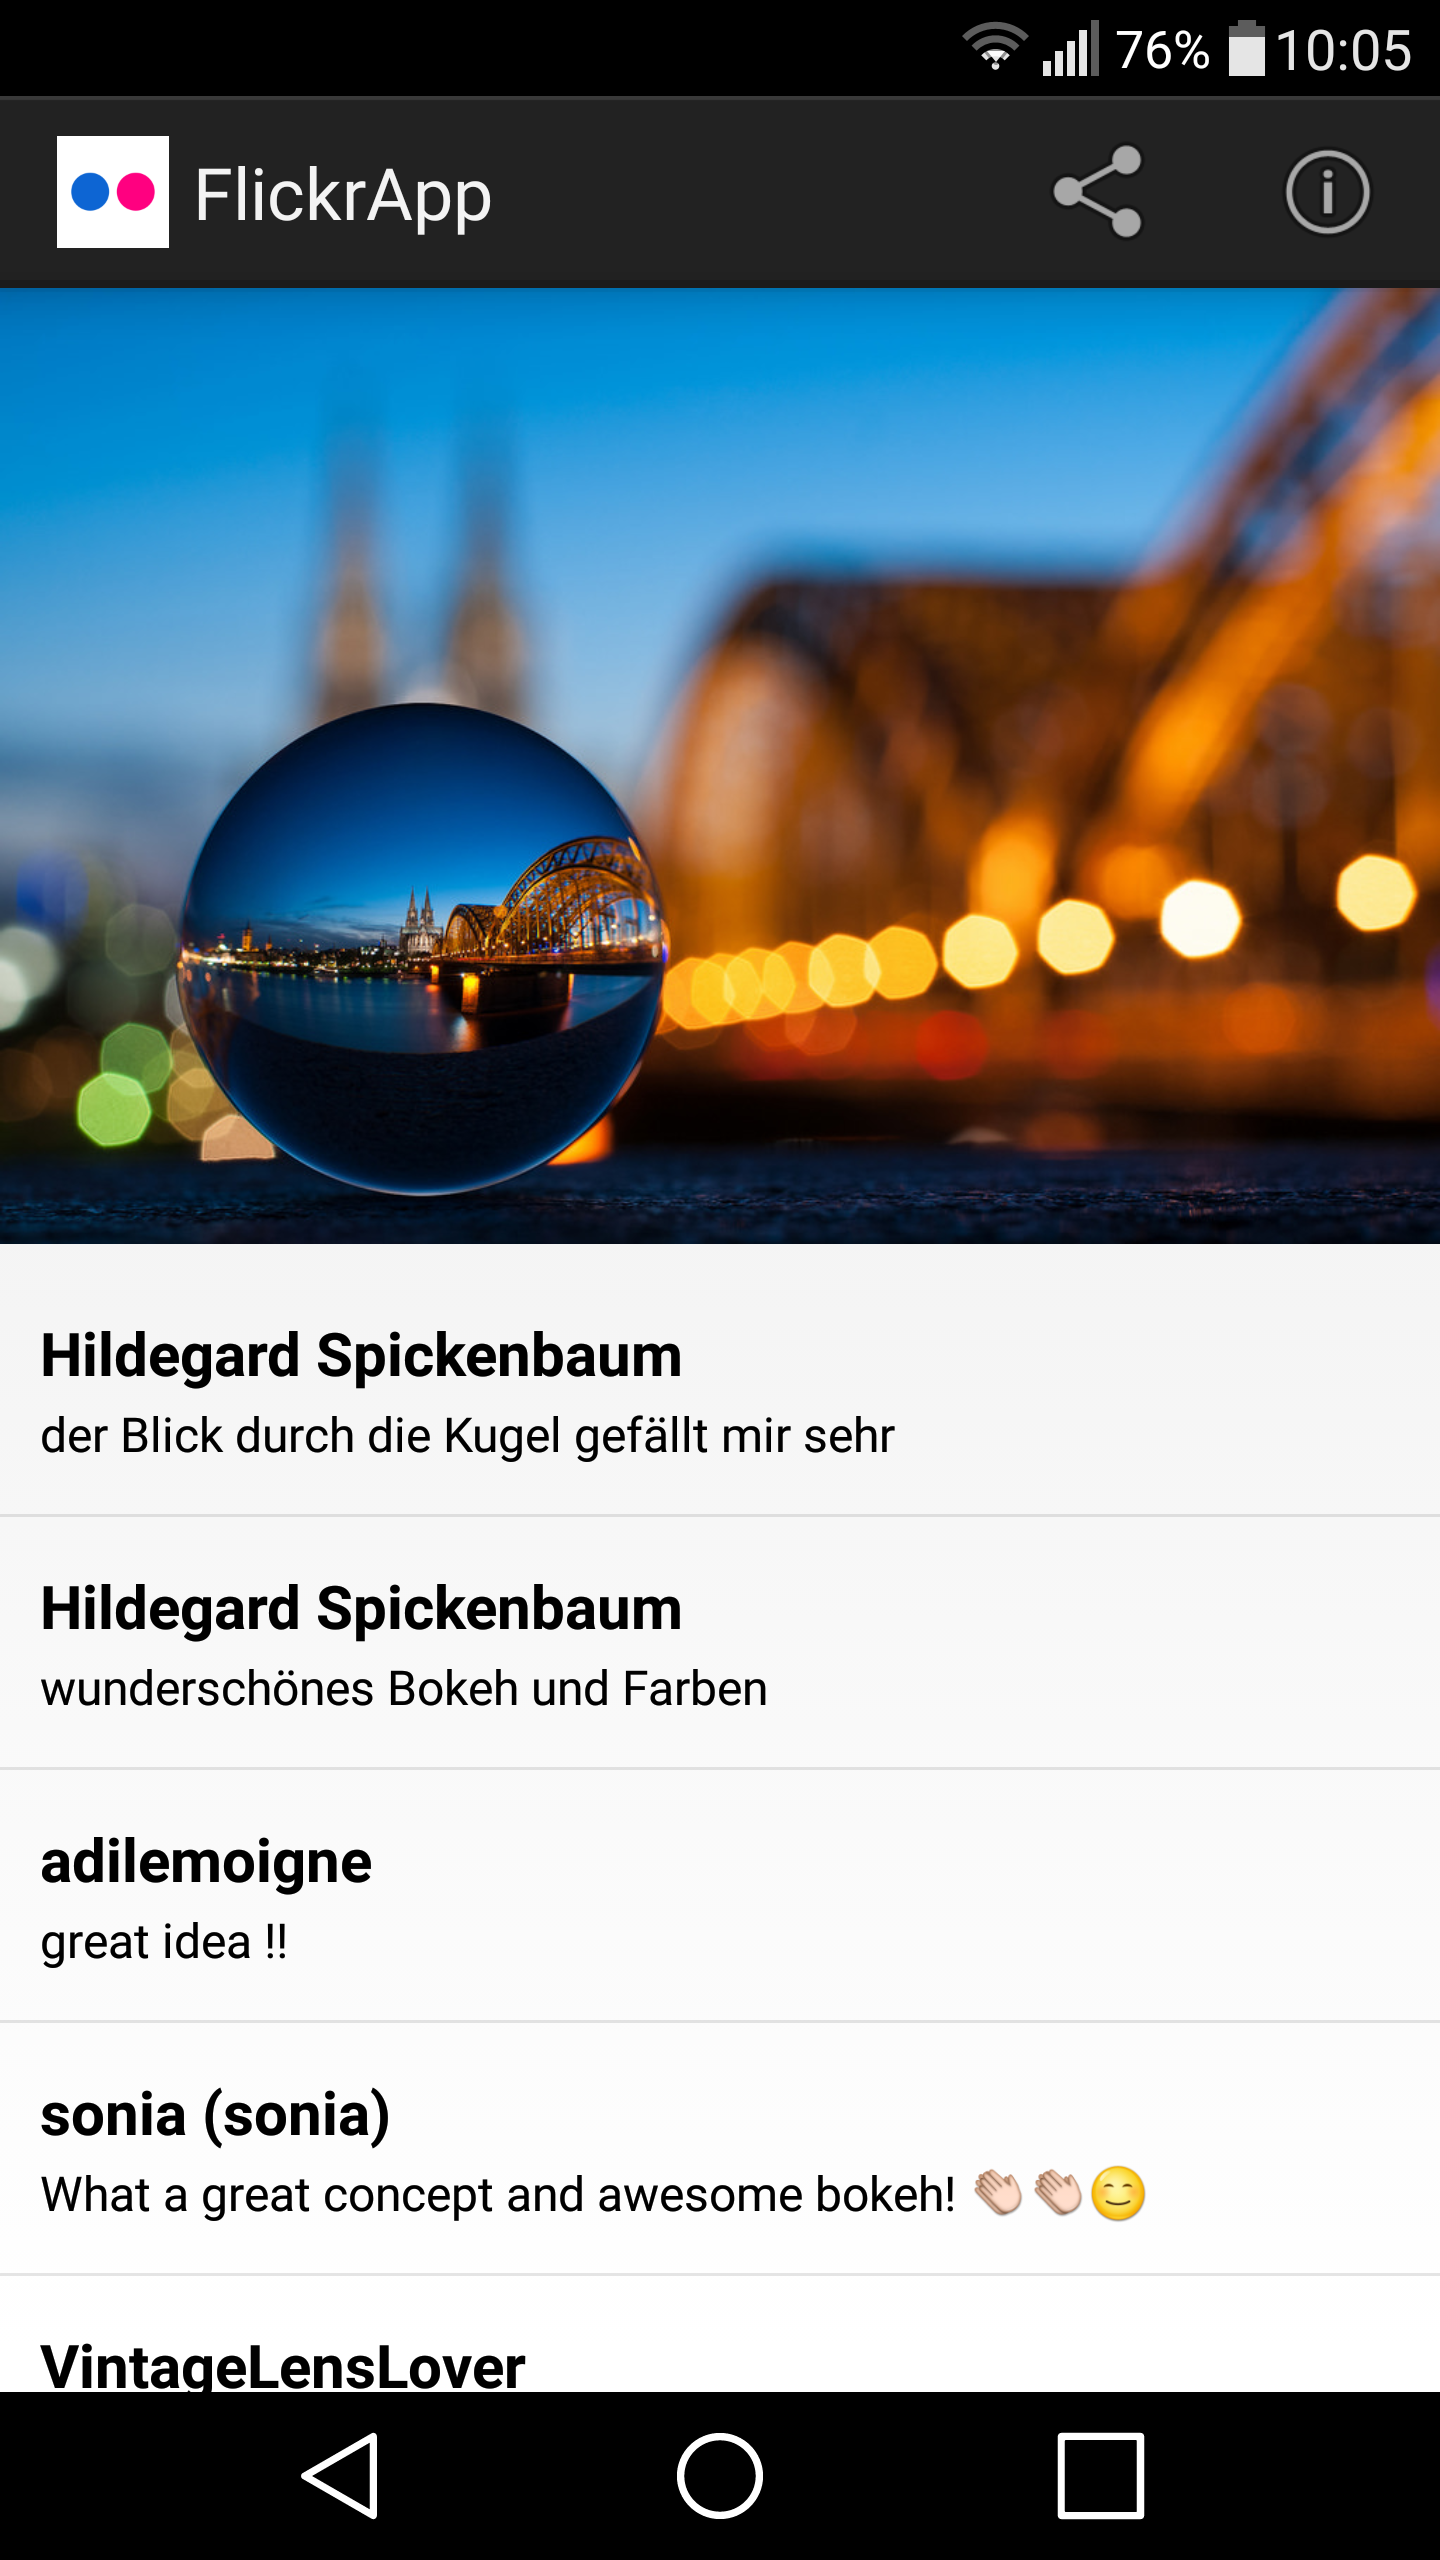 76% 10:05
FlickrApp
Hildegard Spickenbaum
der Blick durch die Kugel gefällt mir sehr
Hildegard Spickenbaum
wunderschönes Bokeh und Farben
adilemoigne
great idea !!
sonia (sonia)
What a great concept and awesome bokeh! 👏👏😊
VintageLensLover